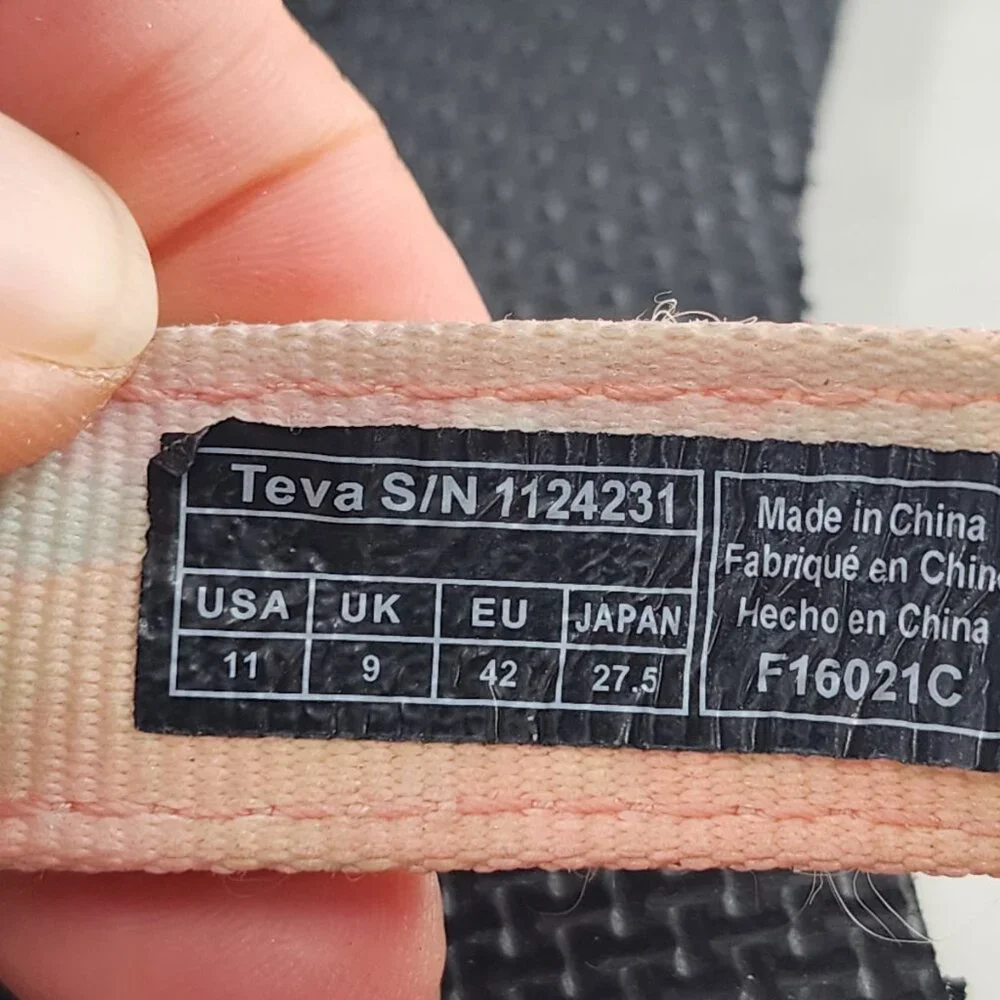 Teva S/N 1124231
USA UK EU JAPAN
11 9 42 27.5
Made in China
Fabriqué en Chin
Hecho en China
F16021C